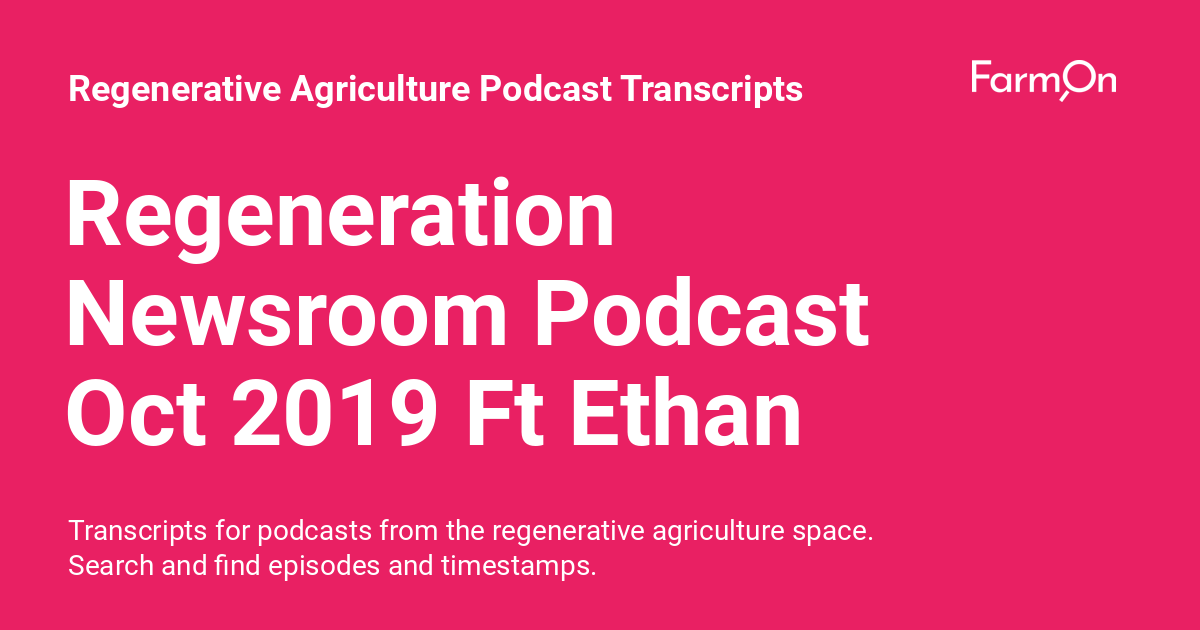 Regenerative Agriculture Podcast Transcripts
FarmOn
Regeneration
Newsroom Podcast
Oct 2019 Ft Ethan
Transcripts for podcasts from the regenerative agriculture space.
Search and find episodes and timestamps.